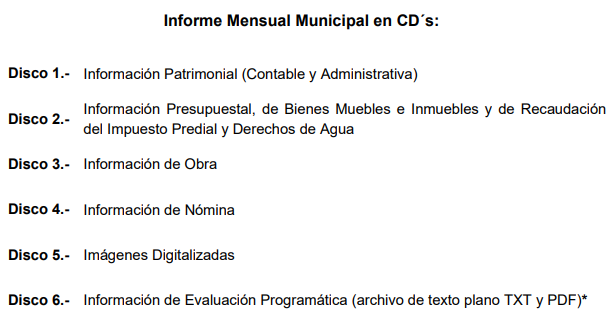 Informe Mensual Municipal en CD´s:
Disco 1.- Información Patrimonial (Contable y Administrativa)
Disco 2.- Información Presupuestal, de Bienes Muebles e Inmuebles y de Recaudación
del Impuesto Predial y Derechos de Agua
Disco 3.- Información de Obra
Disco 4.- Información de Nómina
Disco 5.- Imágenes Digitalizadas
Disco 6.- Información de Evaluación Programática (archivo de texto plano TXT y PDF)*